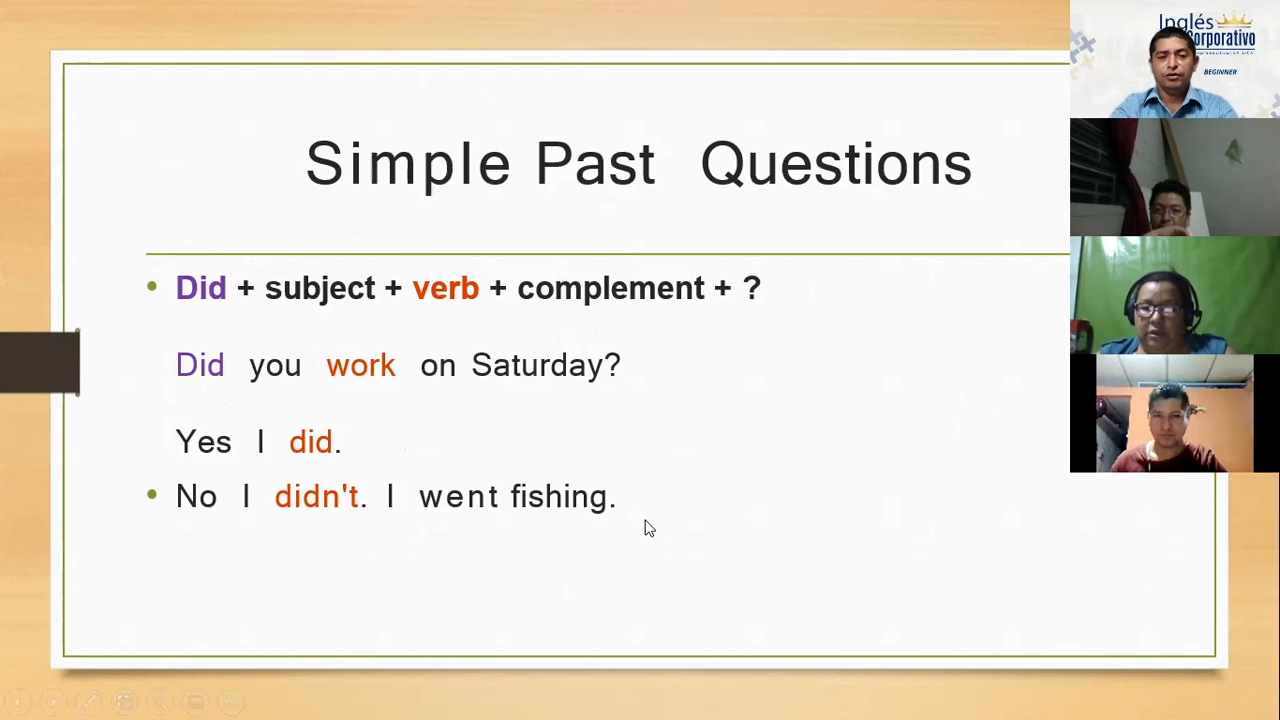 Simple Past Questions
• Did + subject + verb + complement + ?
Did you work on Saturday?
Yes I did.
• No I didn't. I went fishing.
Inglés
Corporativo
BEGINNER